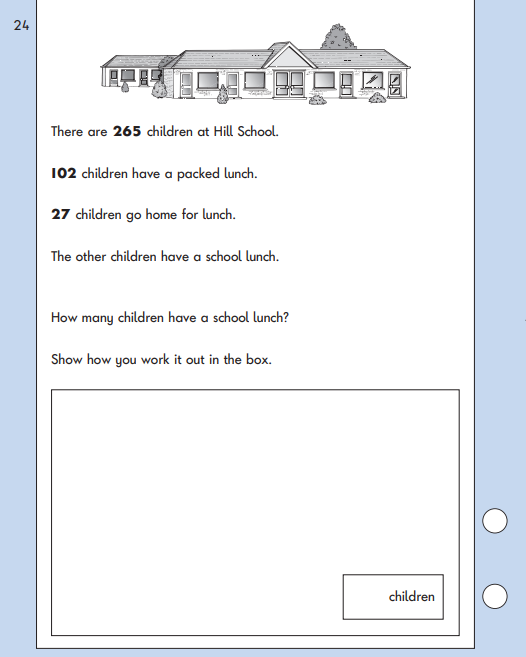 24
There are 265 children at Hill School.
102 children have a packed lunch.
27 children go home for lunch.
The other children have a school lunch.
How many children have a school lunch?
Show how you work it out in the box.
children